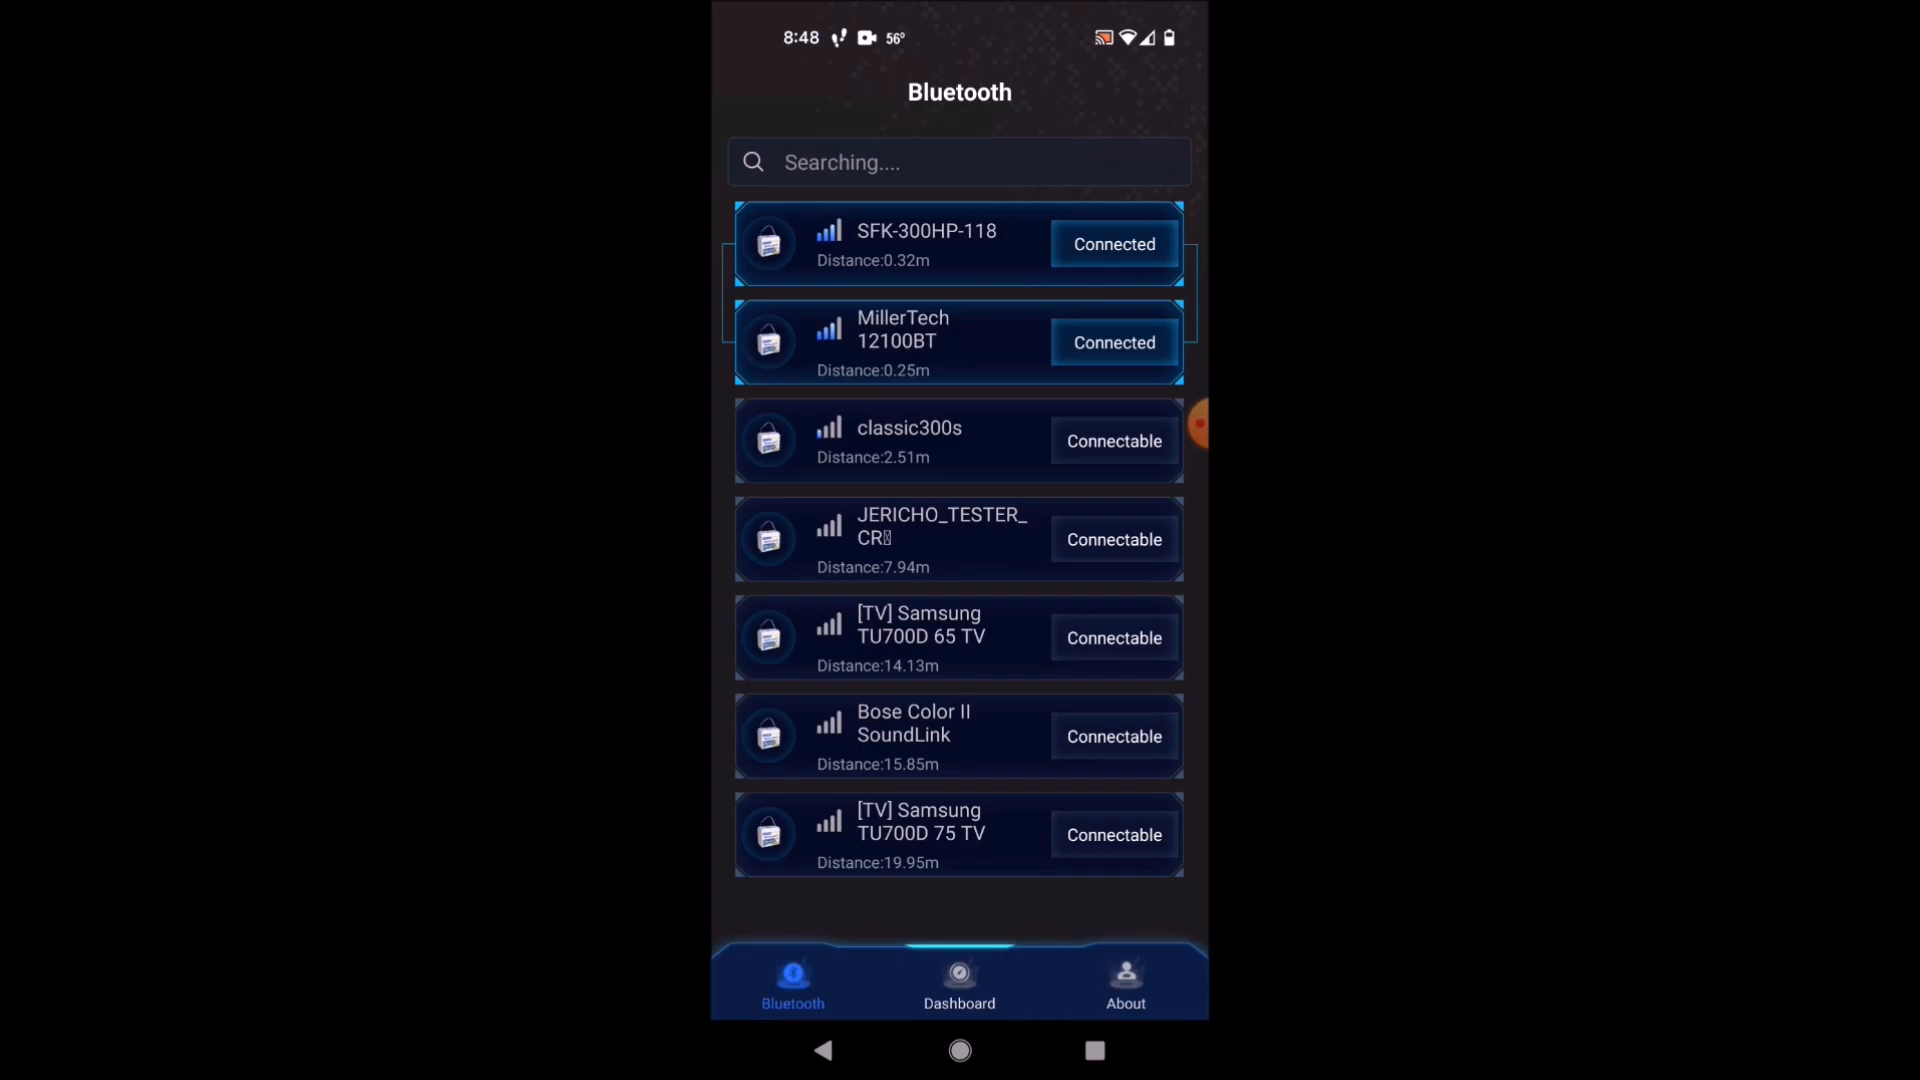 8:48 56°
Bluetooth
Searching....
SFK-300HP-118
Distance:0.32m
Connected
MillerTech
12100BT
Distance:0.25m
Connected
classic300s
Distance:2.51m
Connectable
JERICHO_TESTER_
CR
Distance:7.94m
Connectable
[TV] Samsung
TU700D 65 TV
Distance:14.13m
Connectable
Bose Color II
SoundLink
Distance:15.85m
Connectable
[TV] Samsung
TU700D 75 TV
Distance:19.95m
Connectable
Bluetooth
Dashboard
About